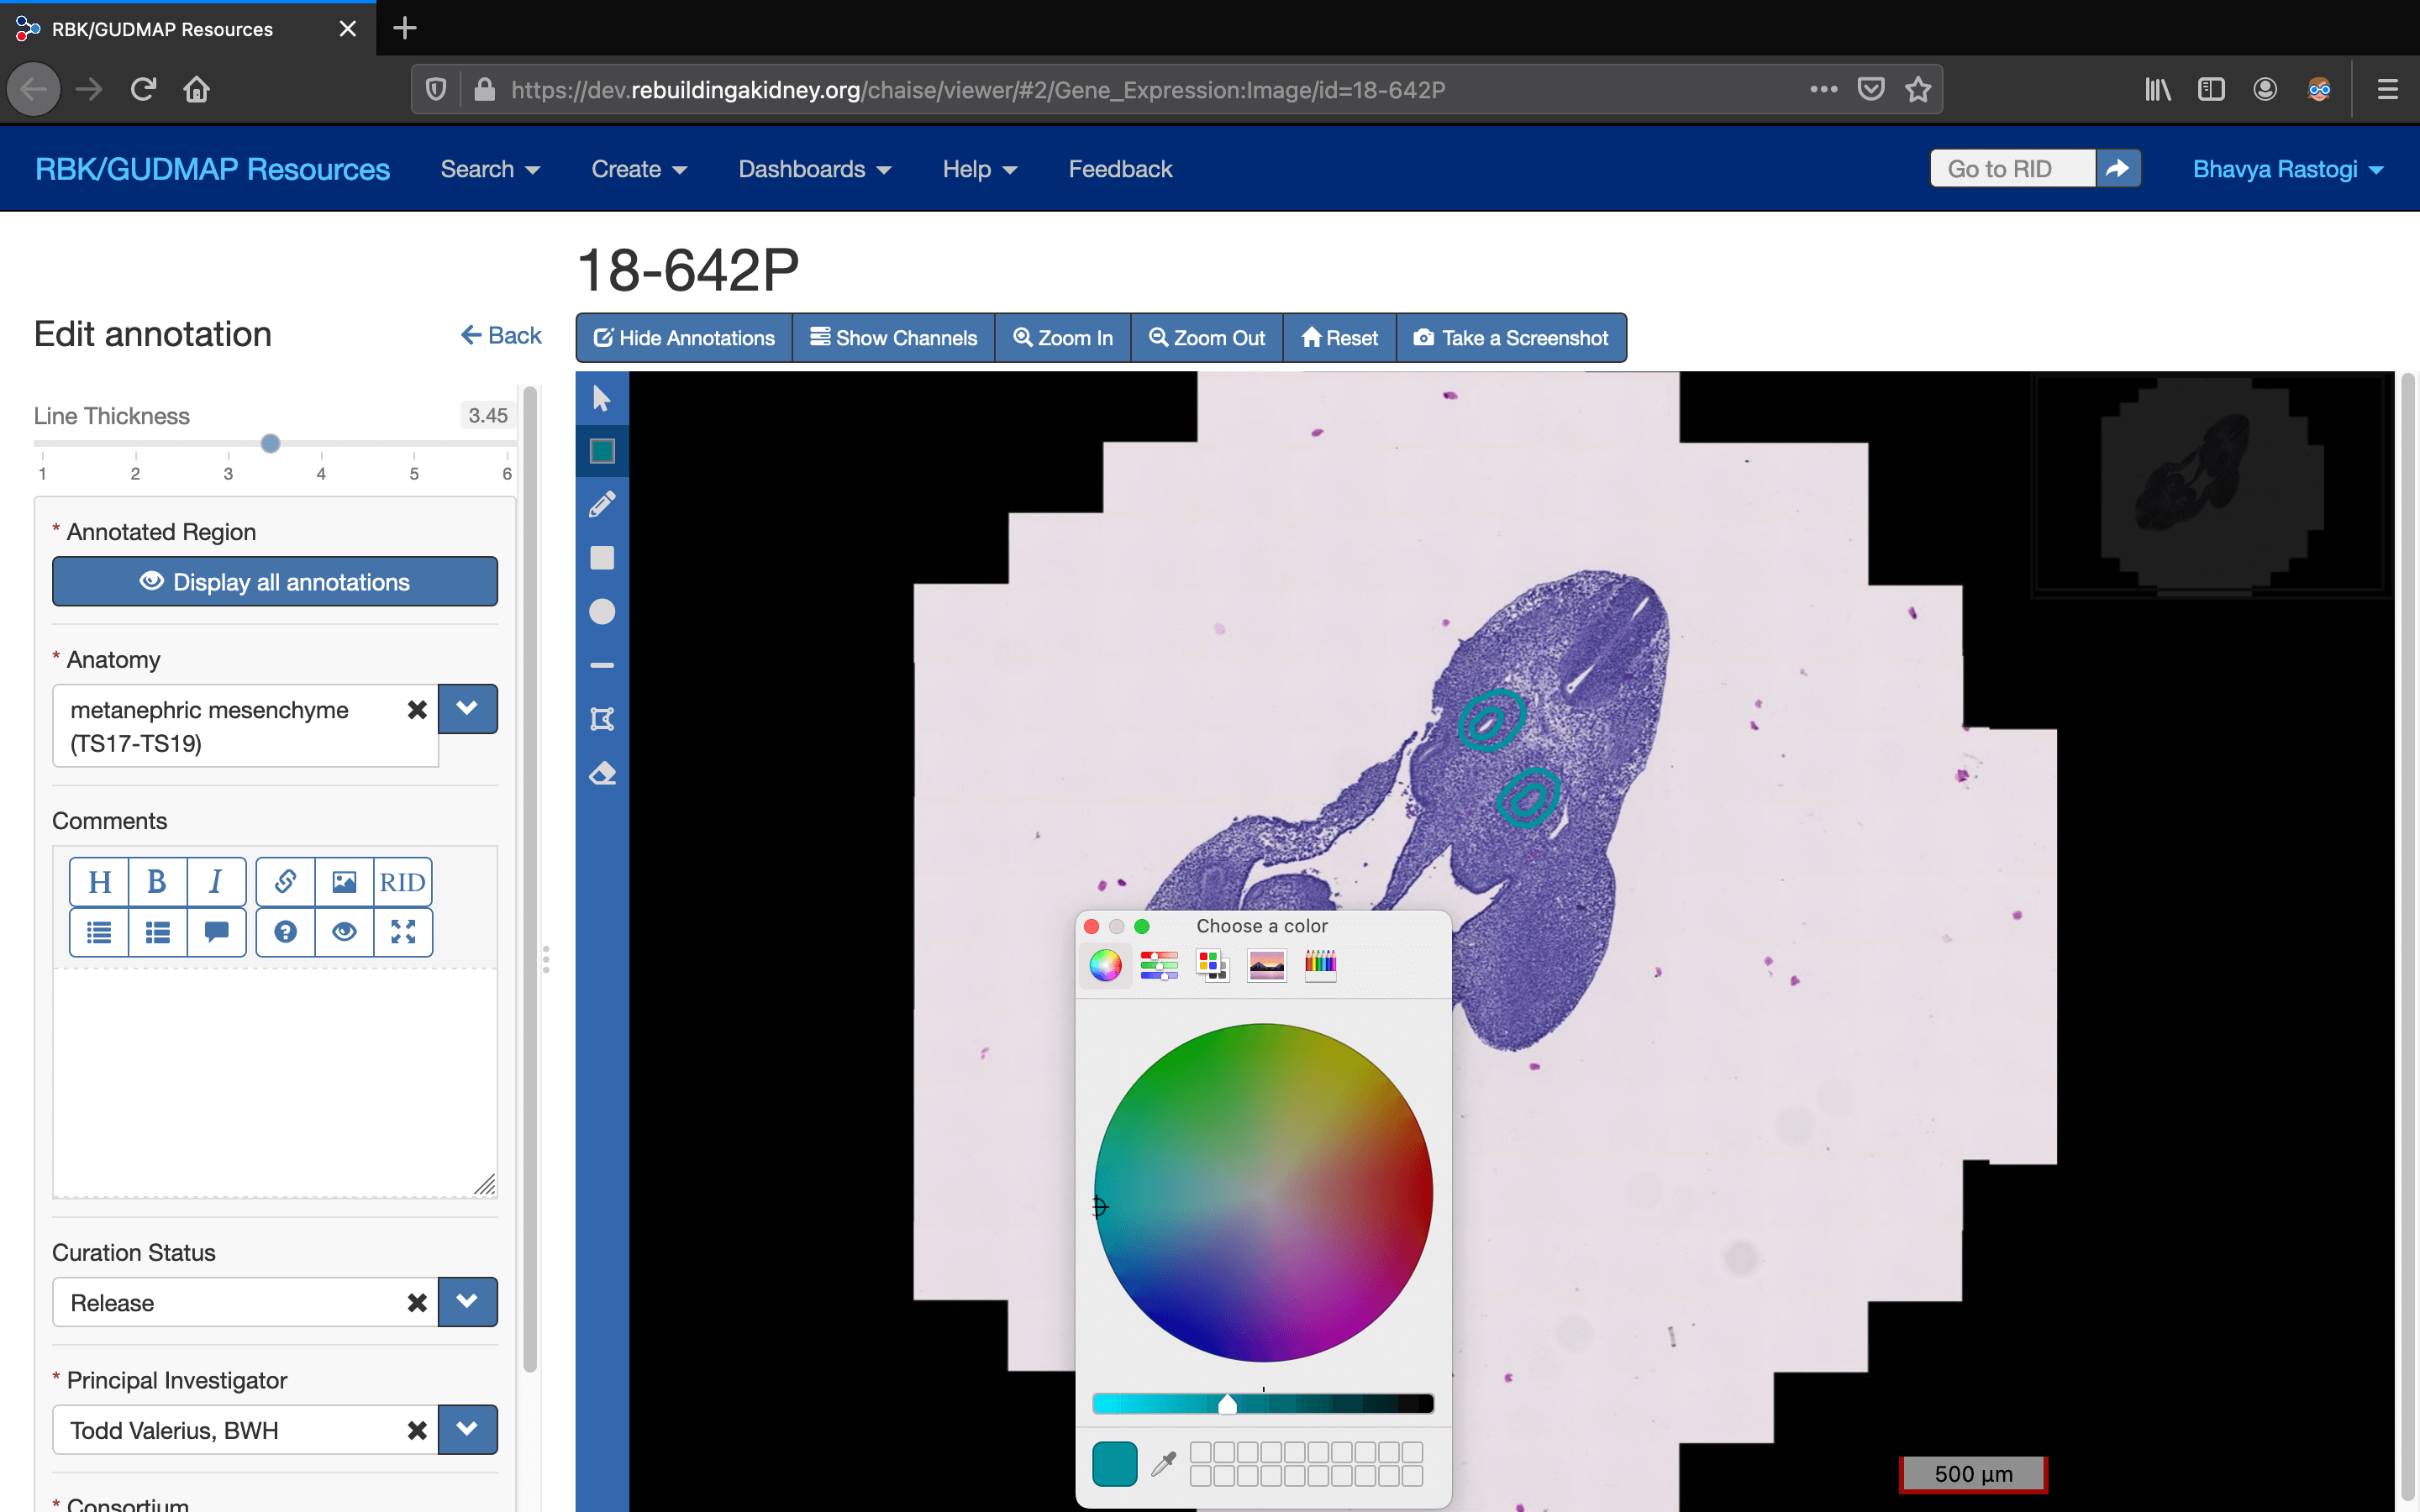 RBK/GUDMAP Resources
https://dev.rebuildingakidney.org/chaise/viewer/#2/Gene_Expression:Image/id=18-642P
RBK/GUDMAP Resources Search Create Dashboards Help Feedback Go to RID Bhavya Rastogi
18-642P
Edit annotation Back
Hide Annotations Show Channels Zoom In Zoom Out Reset Take a Screenshot
Line Thickness 3.45
1 2 3 4 5 6
* Annotated Region
Display all annotations
* Anatomy
metanephric mesenchyme
(TS17-TS19)
Comments
H B I RID
Choose a color
Curation Status
Release
* Principal Investigator
Todd Valerius, BWH
500 µm
* Consortium